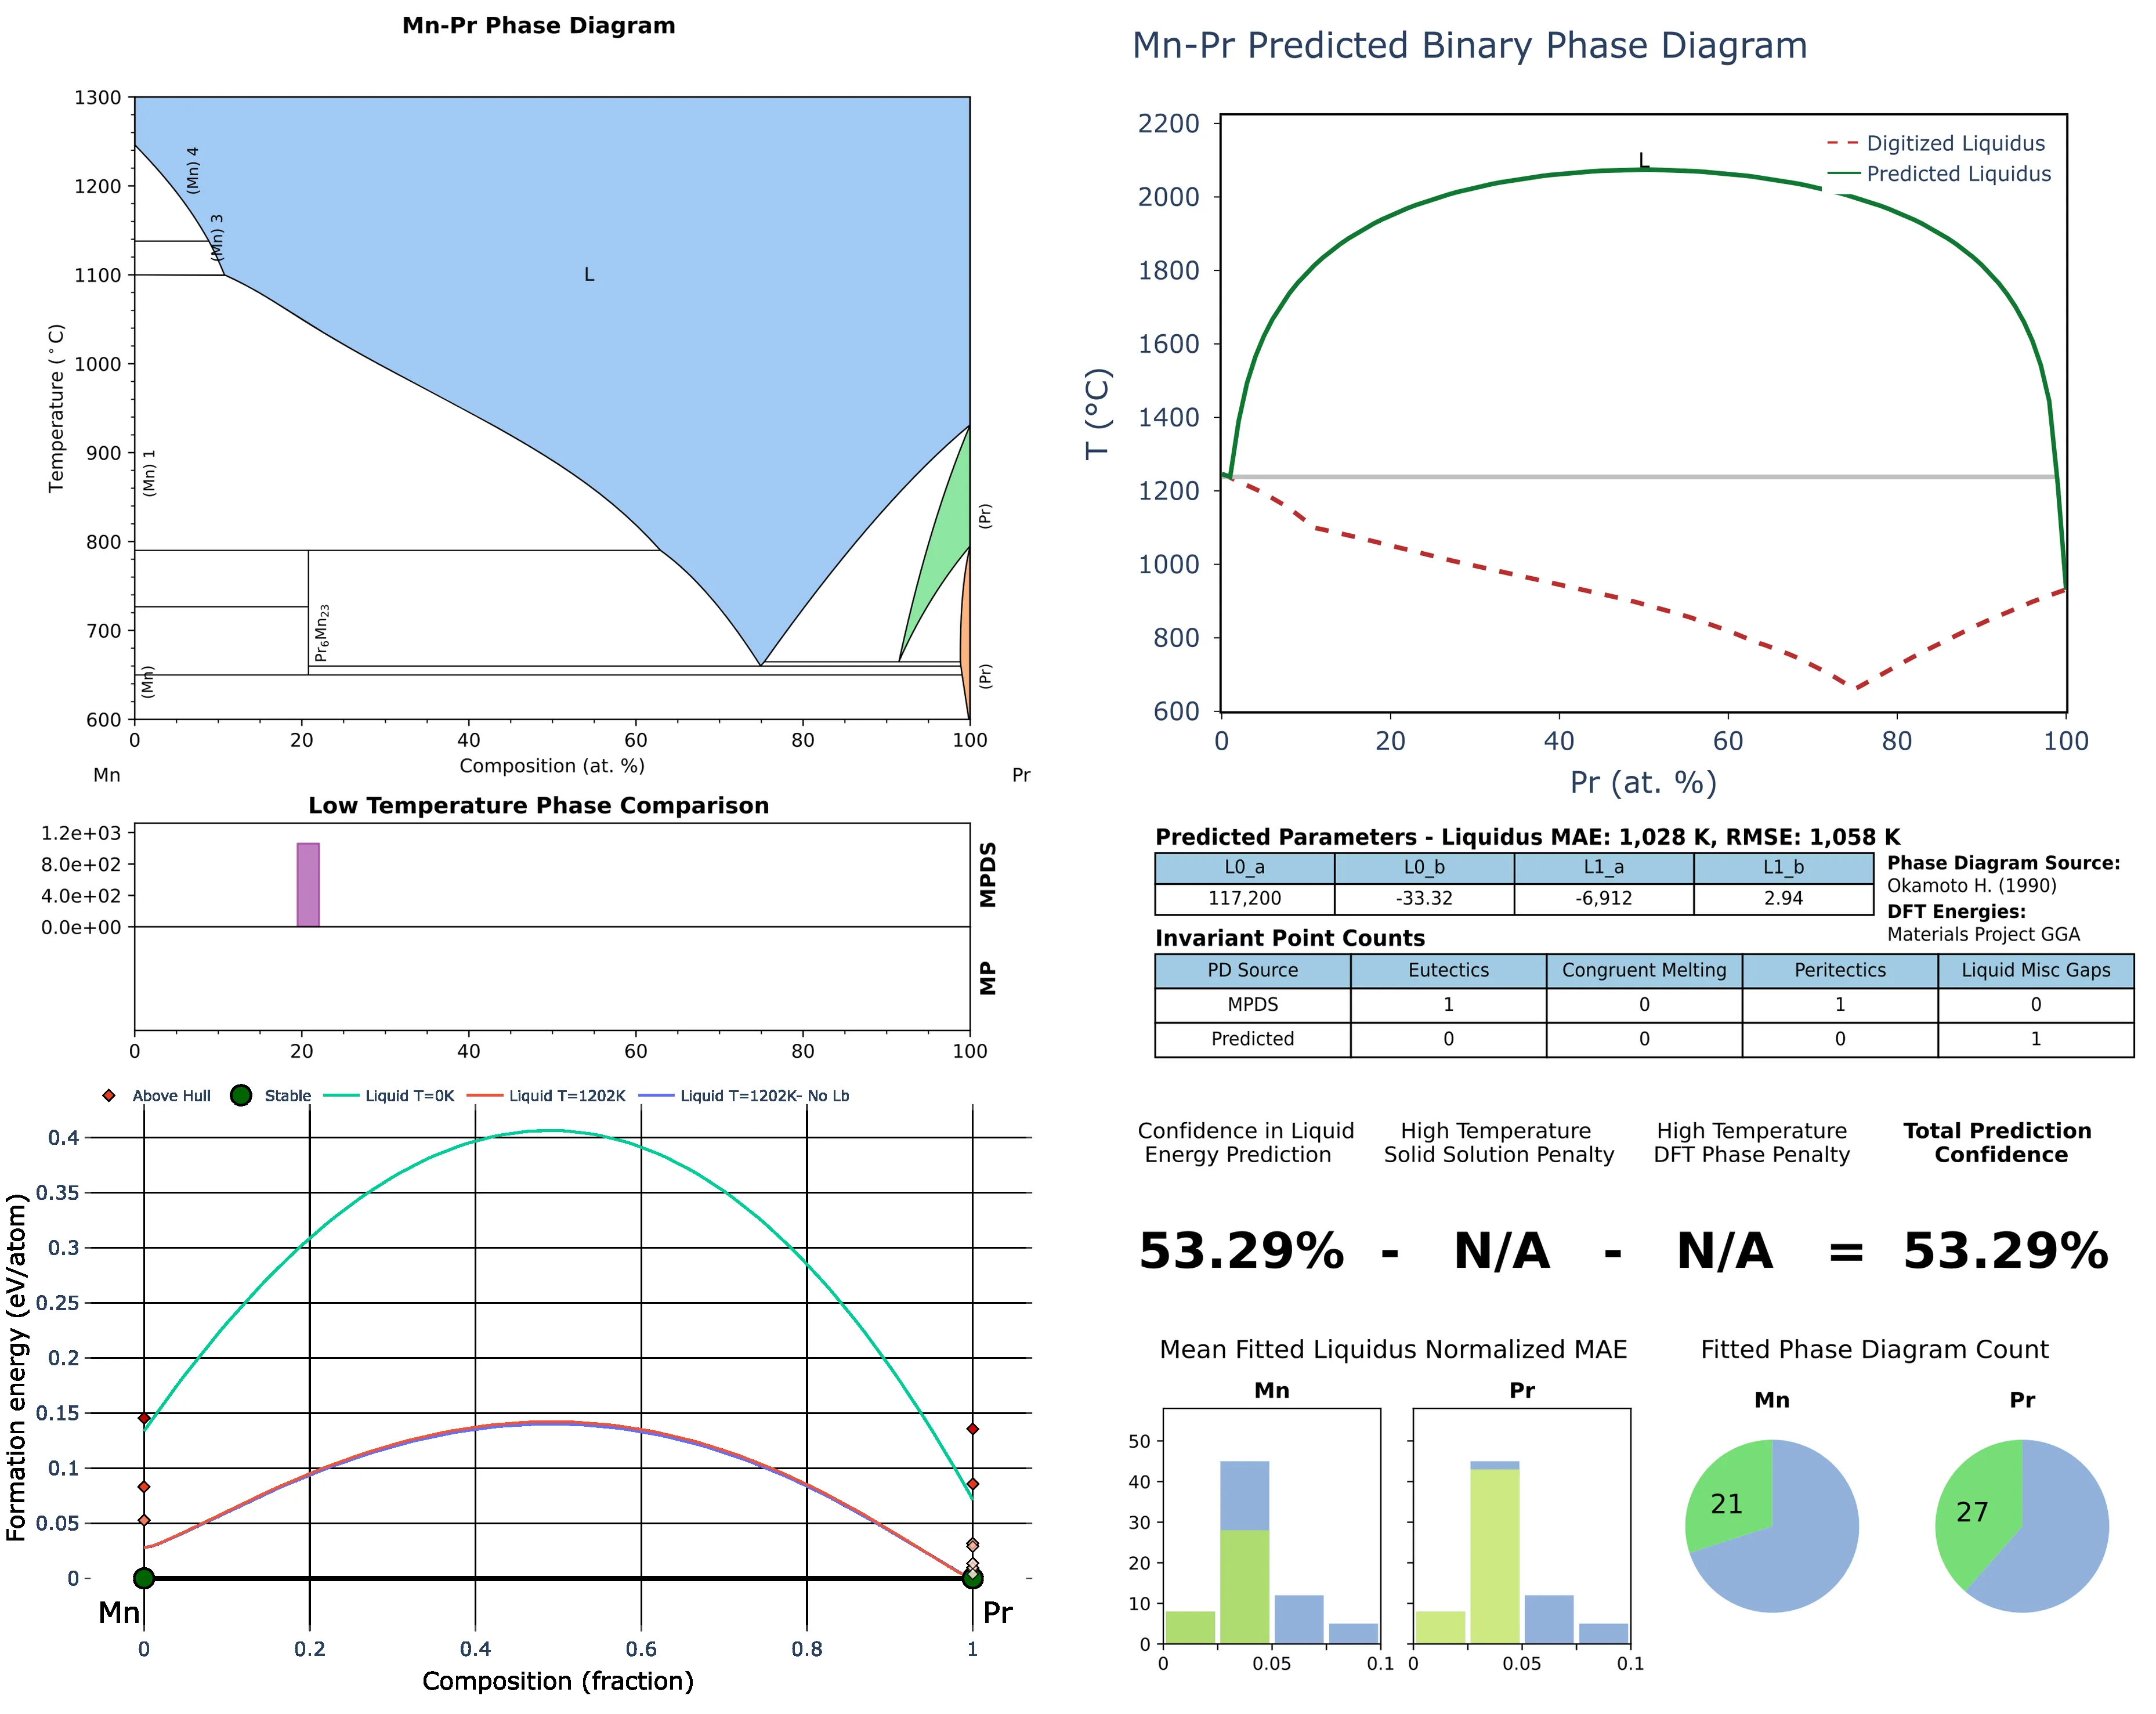 Mn-Pr Phase Diagram
1300
1200
1100
1000
900
800
700
600
Temperature (°C)
(Mn) 4
(Mn) 3
L
(Mn) 1
Pr6Mn23
(Mn)
(Pr)
(Pr)
0 20 40 60 80 100
Mn Composition (at. %) Pr
Low Temperature Phase Comparison
1.2e+03
8.0e+02
4.0e+02
0.0e+00
MPDS
MP
0 20 40 60 80 100
Above Hull Stable Liquid T=0K Liquid T=1202K Liquid T=1202K- No Lb
0.4
0.35
0.3
0.25
0.2
0.15
0.1
0.05
0
Formation energy (eV/atom)
Mn Pr
0 0.2 0.4 0.6 0.8 1
Composition (fraction)
Mn-Pr Predicted Binary Phase Diagram
2200
2000
1800
1600
1400
1200
1000
800
600
T (°C)
L
Digitized Liquidus
Predicted Liquidus
0 20 40 60 80 100
Pr (at. %)
Predicted Parameters - Liquidus MAE: 1,028 K, RMSE: 1,058 K
L0_a L0_b L1_a L1_b
117,200 -33.32 -6,912 2.94
Phase Diagram Source:
Okamoto H. (1990)
DFT Energies:
Materials Project GGA
Invariant Point Counts
PD Source Eutectics Congruent Melting Peritectics Liquid Misc Gaps
MPDS 1 0 1 0
Predicted 0 0 0 1
Confidence in Liquid
Energy Prediction
High Temperature
Solid Solution Penalty
High Temperature
DFT Phase Penalty
Total Prediction
Confidence
53.29% - N/A - N/A = 53.29%
Mean Fitted Liquidus Normalized MAE
Mn Pr
50
40
30
20
10
0
0 0.05 0.1 0 0.05 0.1
Fitted Phase Diagram Count
Mn Pr
21 27